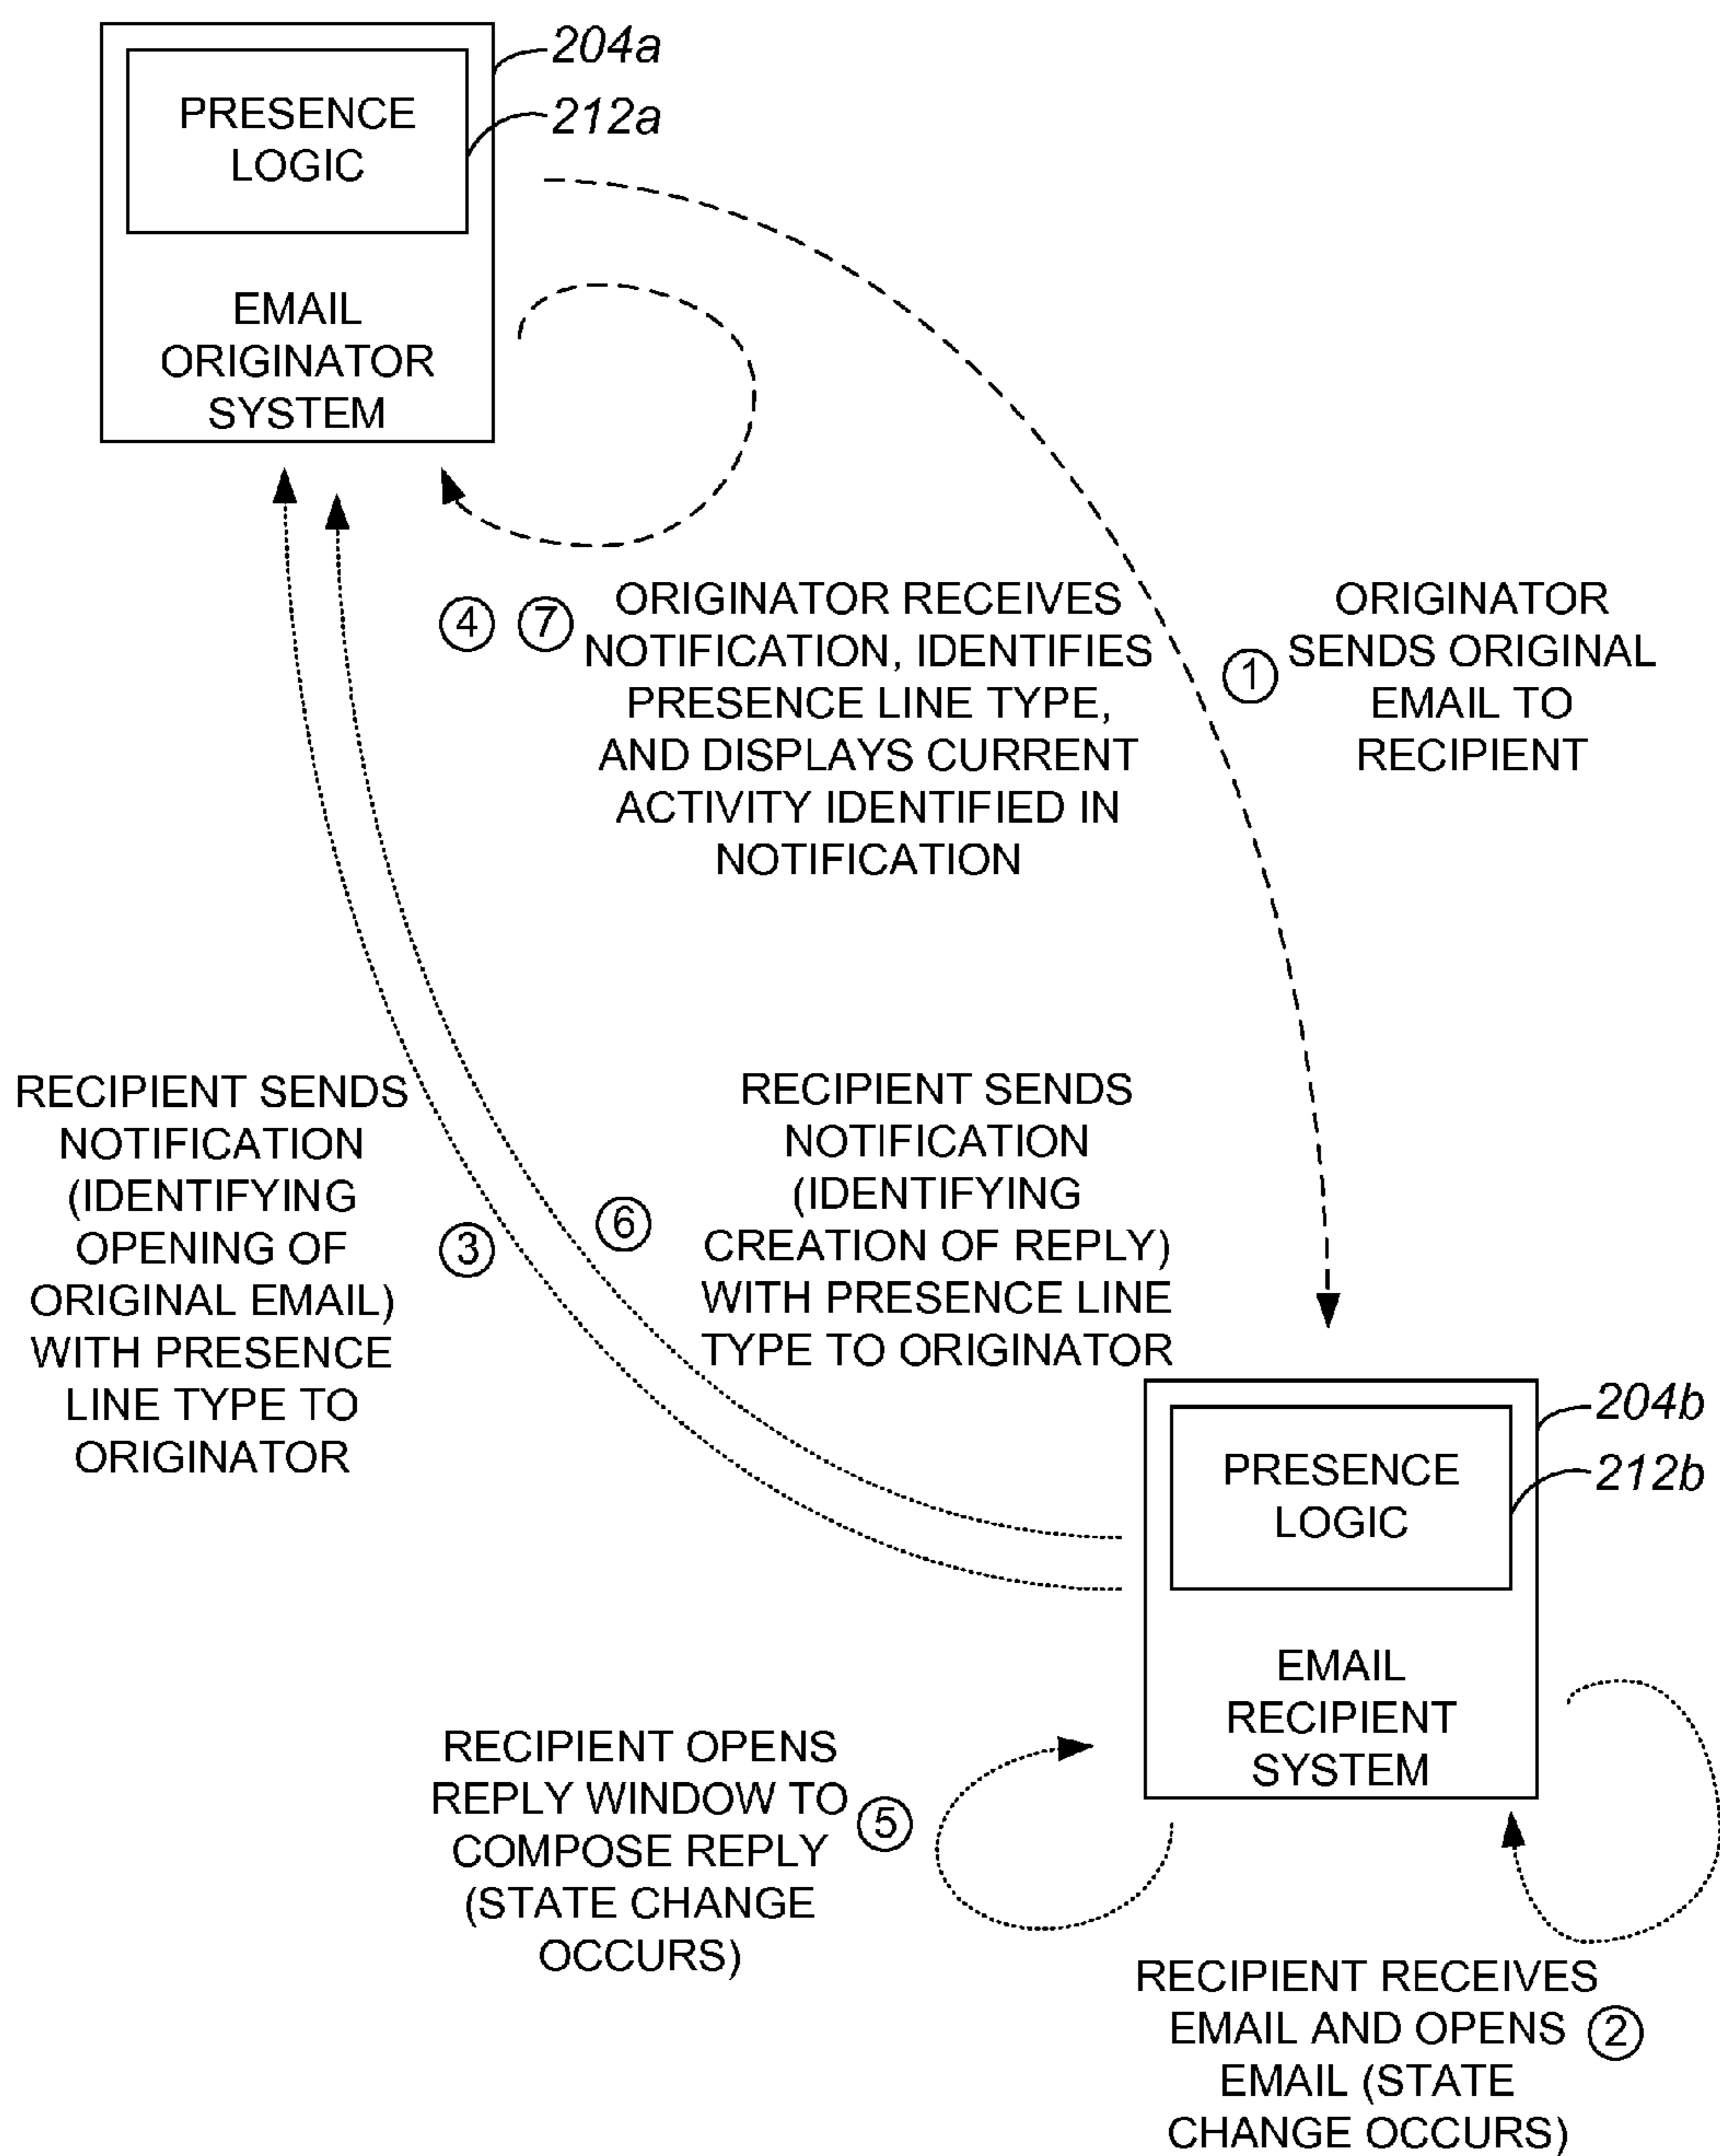 204a
PRESENCE
LOGIC
212a
EMAIL
ORIGINATOR
SYSTEM
4
7
ORIGINATOR RECEIVES
NOTIFICATION, IDENTIFIES
PRESENCE LINE TYPE,
AND DISPLAYS CURRENT
ACTIVITY IDENTIFIED IN
NOTIFICATION
1
ORIGINATOR
SENDS ORIGINAL
EMAIL TO
RECIPIENT
RECIPIENT SENDS
NOTIFICATION
(IDENTIFYING
OPENING OF
ORIGINAL EMAIL)
WITH PRESENCE
LINE TYPE TO
ORIGINATOR
3
6
RECIPIENT SENDS
NOTIFICATION
(IDENTIFYING
CREATION OF REPLY)
WITH PRESENCE LINE
TYPE TO ORIGINATOR
204b
PRESENCE
LOGIC
212b
EMAIL
RECIPIENT
SYSTEM
RECIPIENT OPENS
REPLY WINDOW TO
COMPOSE REPLY
(STATE CHANGE
OCCURS)
5
RECIPIENT RECEIVES
EMAIL AND OPENS
EMAIL (STATE
CHANGE OCCURS)
2